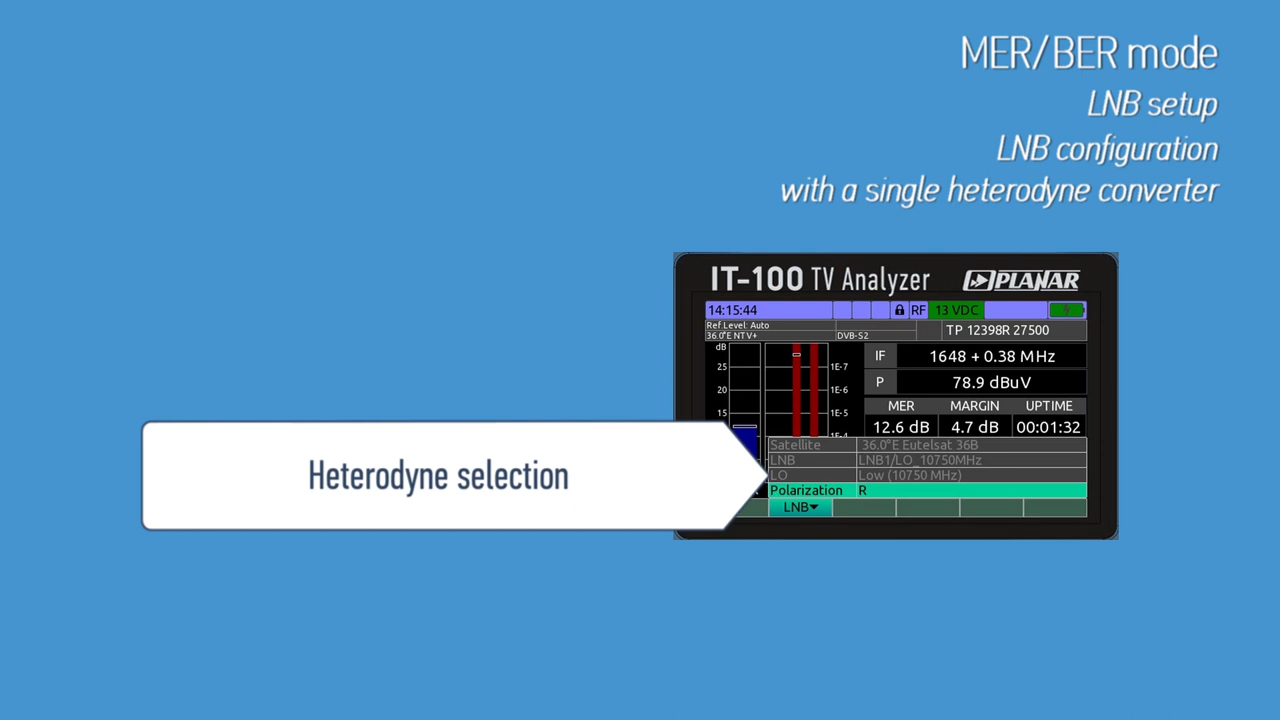 MER/BER mode
LNB setup
LNB configuration
with a single heterodyne converter
IT-100 TV Analyzer PLANAR
14:15:44 RF 13 VDC
Ref.Level: Auto
36.0°E NTV+ DVB-S2 TP 12398R 27500
dB
IF 1648 + 0.38 MHz
25 1E-7
P 78.9 dBuV
20 1E-6
MER MARGIN UPTIME
15 1E-5
12.6 dB 4.7 dB 00:01:32
1E-4
Satellite 36.0°E Eutelsat 36B
LNB LNB1/LO_10750MHz
LO Low (10750 MHz)
Polarization R
LNB
Heterodyne selection